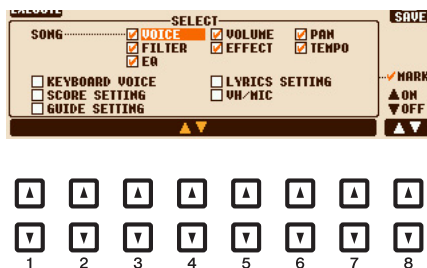 EXECUTE
SELECT
SAVE
SONG VOICE VOLUME PAN
FILTER EFFECT TEMPO
EQ
KEYBOARD VOICE LYRICS SETTING
SCORE SETTING VH/MIC
GUIDE SETTING
MARK
ON
OFF
1 2 3 4 5 6 7 8